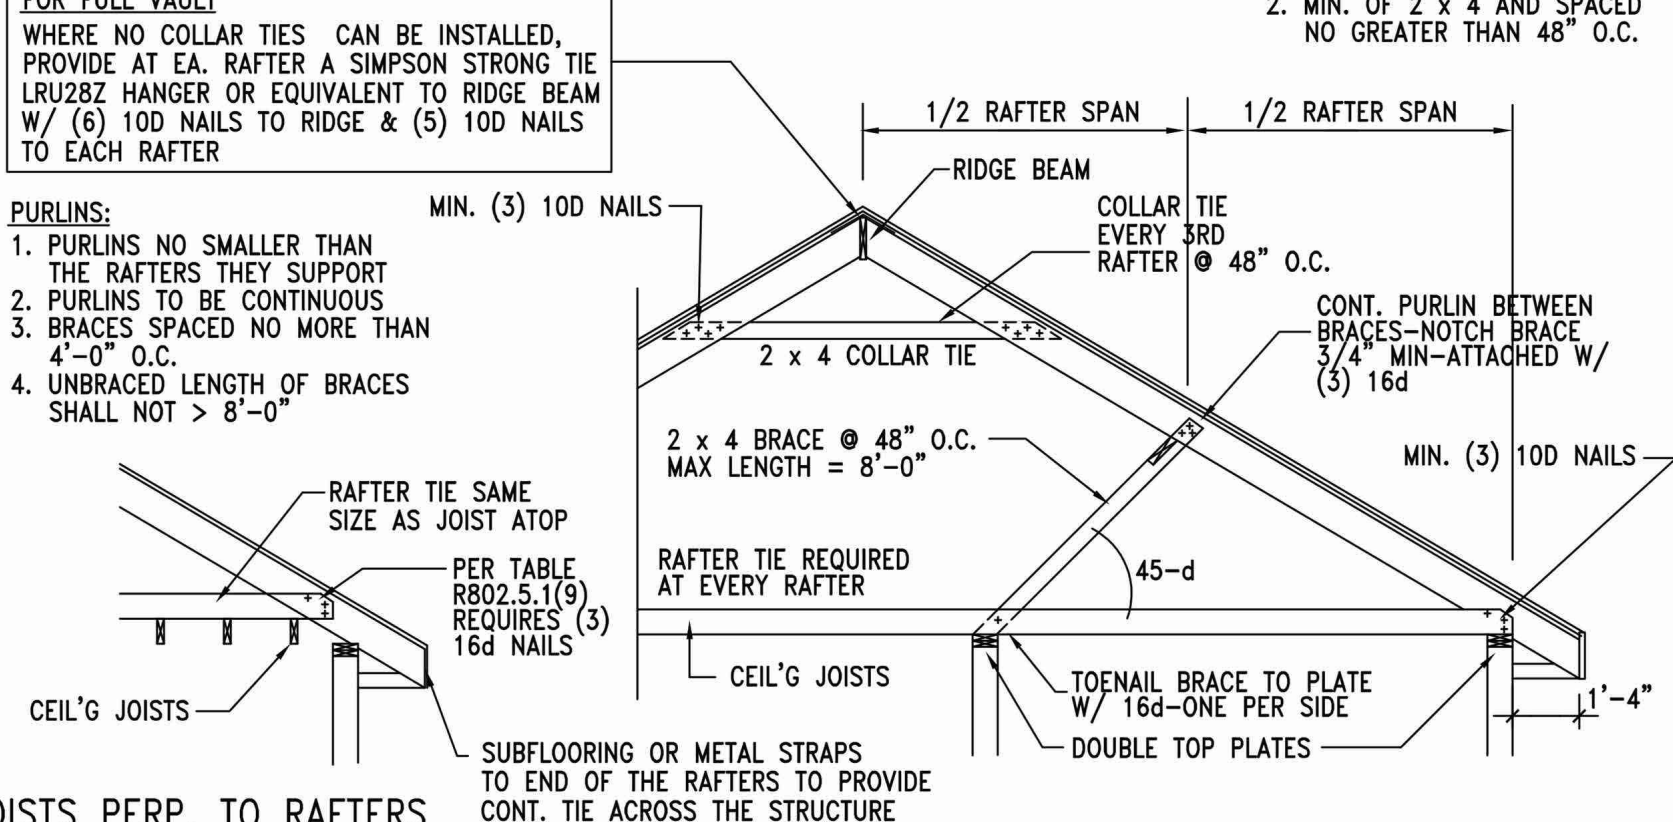 FOR FULL VAULT
WHERE NO COLLAR TIES CAN BE INSTALLED,
PROVIDE AT EA. RAFTER A SIMPSON STRONG TIE
LRU28Z HANGER OR EQUIVALENT TO RIDGE BEAM
W/ (6) 10D NAILS TO RIDGE & (5) 10D NAILS
TO EACH RAFTER
2. MIN. OF 2 x 4 AND SPACED
NO GREATER THAN 48" O.C.
1/2 RAFTER SPAN
1/2 RAFTER SPAN
RIDGE BEAM
PURLINS:
1. PURLINS NO SMALLER THAN
THE RAFTERS THEY SUPPORT
2. PURLINS TO BE CONTINUOUS
3. BRACES SPACED NO MORE THAN
4'-0" O.C.
4. UNBRACED LENGTH OF BRACES
SHALL NOT > 8'-0"
MIN. (3) 10D NAILS
COLLAR TIE
EVERY 3RD
RAFTER @ 48" O.C.
2 x 4 COLLAR TIE
CONT. PURLIN BETWEEN
BRACES-NOTCH BRACE
3/4" MIN-ATTACHED W/
(3) 16d
2 x 4 BRACE @ 48" O.C.
MAX LENGTH = 8'-0"
MIN. (3) 10D NAILS
RAFTER TIE SAME
SIZE AS JOIST ATOP
PER TABLE
R802.5.1(9)
REQUIRES (3)
16d NAILS
RAFTER TIE REQUIRED
AT EVERY RAFTER
45-d
CEIL'G JOISTS
CEIL'G JOISTS
TOENAIL BRACE TO PLATE
W/ 16d-ONE PER SIDE
1'-4"
DOUBLE TOP PLATES
SUBFLOORING OR METAL STRAPS
TO END OF THE RAFTERS TO PROVIDE
CONT. TIE ACROSS THE STRUCTURE
PERP. TO RAFTERS